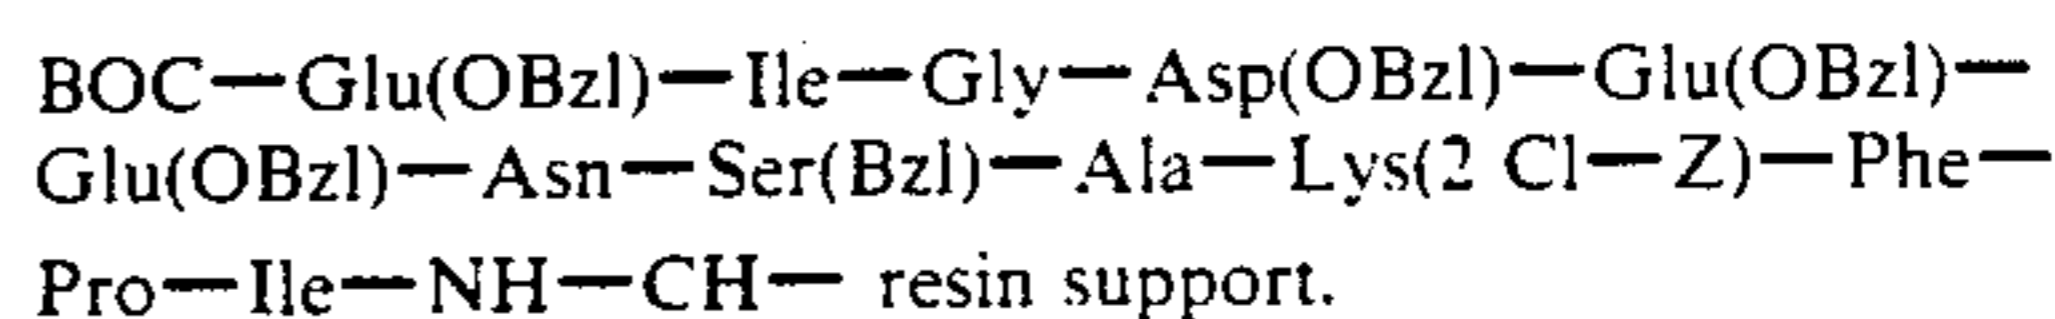 BOC—Glu(OBzl)—Ile—Gly—Asp(OBzl)—Glu(OBzl)—
Glu(OBzl)—Asn—Ser(Bzl)—Ala—Lys(2 Cl—Z)—Phe—
Pro—Ile—NH—CH— resin support.